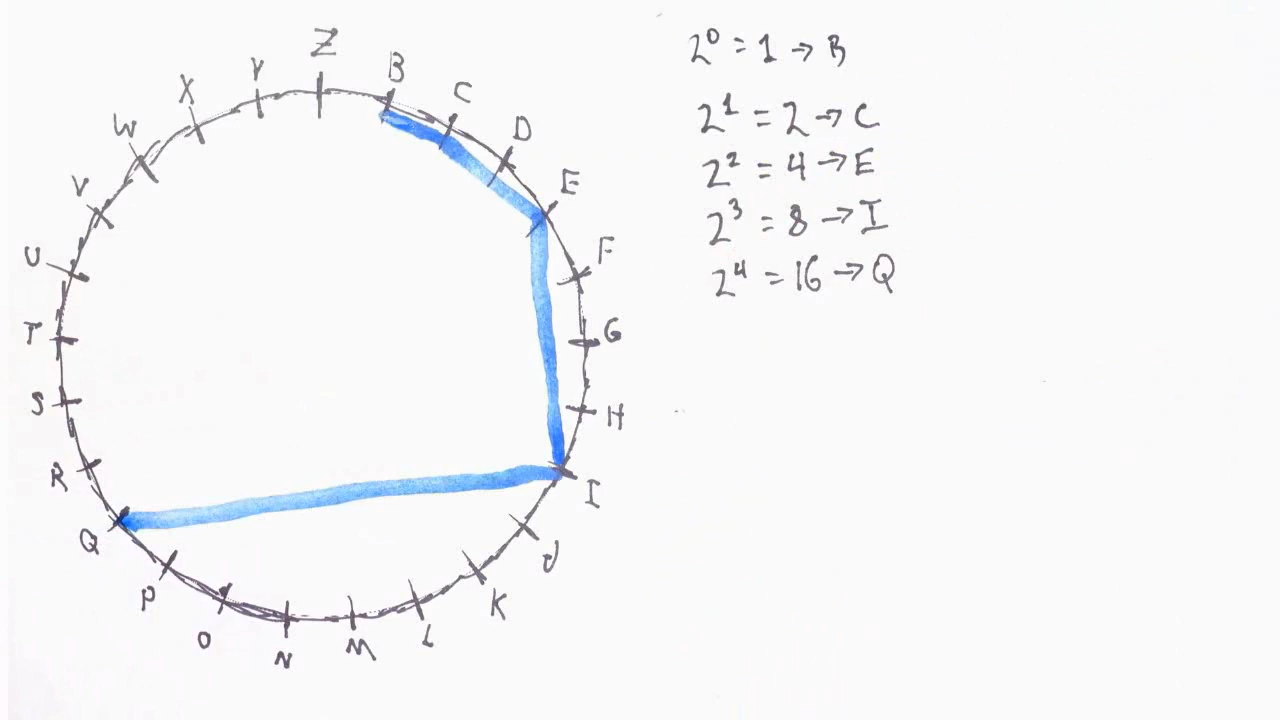 Z
B
C
D
E
F
G
H
I
J
K
L
M
N
O
P
Q
R
S
T
U
V
W
X
Y
2⁰ = 1 → B
2¹ = 2 → C
2² = 4 → E
2³ = 8 → I
2⁴ = 16 → Q